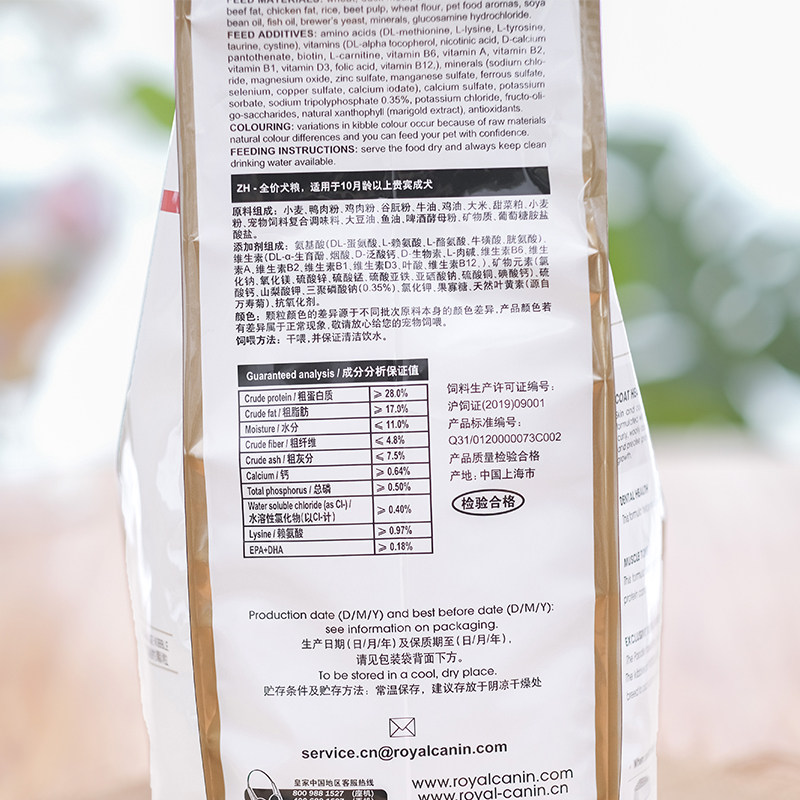 FEED MATERIALS: wheat,
beef fat, chicken fat, rice, beet pulp, wheat flour, pet food aromas, soya
bean oil, fish oil, brewer's yeast, minerals, glucosamine hydrochloride.
FEED ADDITIVES: amino acids (DL-methionine, L-lysine, L-tyrosine,
taurine, cystine), vitamins (DL-alpha tocopherol, nicotinic acid, D-calcium
pantothenate, biotin, L-carnitine, vitamin B6, vitamin A, vitamin B2,
vitamin B1, vitamin D3, folic acid, vitamin B12,), minerals (sodium chlo-
ride, magnesium oxide, zinc sulfate, manganese sulfate, ferrous sulfate,
selenium, copper sulfate, calcium iodate), calcium sulfate, potassium
sorbate, sodium tripolyphosphate 0.35%, potassium chloride, fructo-oli-
go-saccharides, natural xanthophyll (marigold extract), antioxidants.
COLOURING: variations in kibble colour occur because of raw materials
natural colour differences and you can feed your pet with confidence.
FEEDING INSTRUCTIONS: serve the food dry and always keep clean
drinking water available.
ZH - 全价犬粮，适用于10月龄以上贵宾成犬
原料组成：小麦、鸭肉粉、鸡肉粉、谷朊粉、牛油、鸡油、大米、甜菜粕、小麦
粉、宠物饲料复合调味料、大豆油、鱼油、啤酒酵母粉、矿物质、葡萄糖胺盐
酸盐。
添加剂组成：氨基酸(DL-蛋氨酸、L-赖氨酸、L-酪氨酸、牛磺酸、胱氨酸)、
维生素(DL-α-生育酚、烟酸、D-泛酸钙、D-生物素、L-肉碱、维生素B6、维生
素A、维生素B2、维生素B1、维生素D3、叶酸、维生素B12、)、矿物元素(氯
化钠、氧化镁、硫酸锌、硫酸锰、硫酸亚铁、亚硒酸钠、硫酸铜、碘酸钙)、硫
酸钙、山梨酸钾、三聚磷酸钠(0.35%)、氯化钾、果寡糖、天然叶黄素(源自
万寿菊)、抗氧化剂。
颜色：颗粒颜色的差异源于不同批次原料本身的颜色差异，产品颜色若
有差异属于正常现象，敬请放心给您的宠物饲喂。
饲喂方法：干喂，并保证清洁饮水。
Guaranteed analysis / 成分分析保证值
Crude protein / 粗蛋白质 ⩾ 28.0%
Crude fat / 粗脂肪 ⩾ 17.0%
Moisture / 水分 ⩽ 11.0%
Crude fiber / 粗纤维 ⩽ 4.8%
Crude ash / 粗灰分 ⩽ 7.5%
Calcium / 钙 ⩾ 0.64%
Total phosphorus / 总磷 ⩾ 0.50%
Water soluble chloride (as Cl-) /
水溶性氯化物(以Cl-计) ⩾ 0.40%
Lysine / 赖氨酸 ⩾ 0.97%
EPA+DHA ⩾ 0.18%
饲料生产许可证编号：
沪饲证(2019)09001
产品标准编号：
Q31/0120000073C002
产品质量检验合格
产地：中国上海市
检验合格
Production date (D/M/Y) and best before date (D/M/Y):
see information on packaging.
生产日期(日/月/年)及保质期至(日/月/年)，
请见包装袋背面下方。
To be stored in a cool, dry place.
贮存条件及贮存方法：常温保存，建议存放于阴凉干燥处
service.cn@royalcanin.com
皇家中国地区客服热线
800 988 1527 (座机)
www.royalcanin.com
www.royal-canin.cn
DENTAL HEALTH